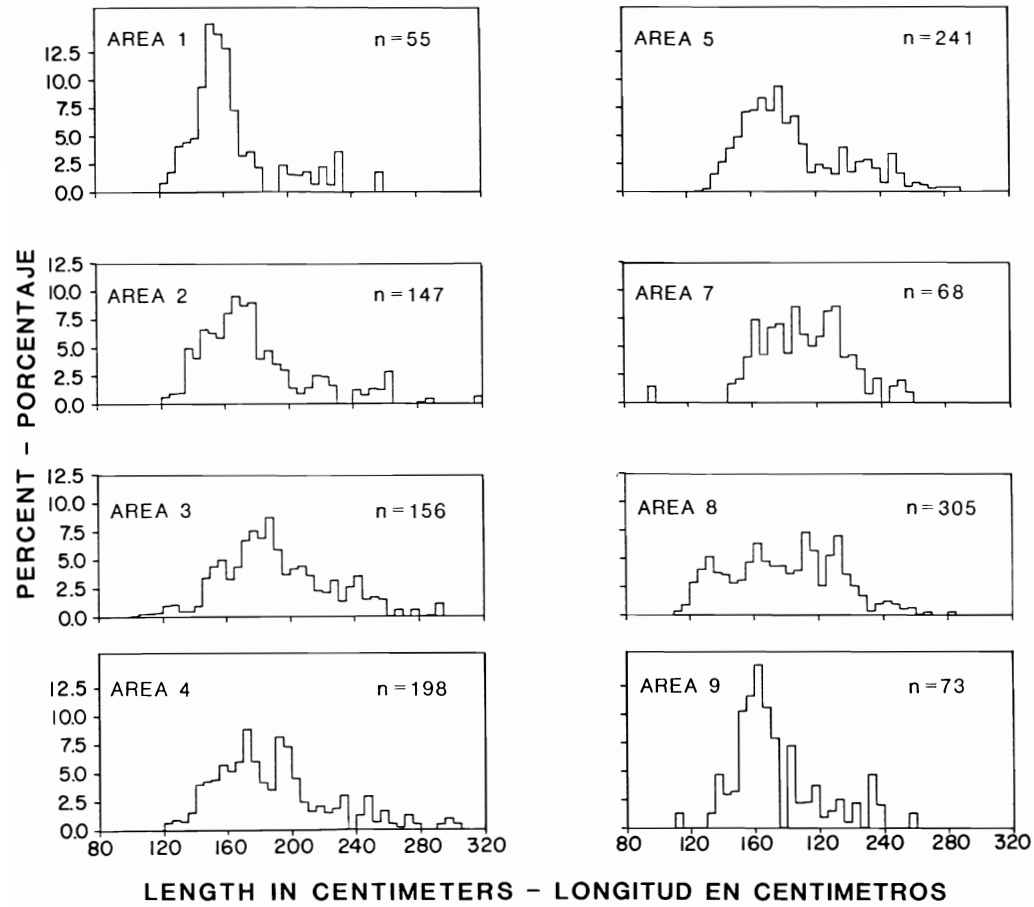 AREA 1 n=55
12.5
10.0
7.5
5.0
2.5
0.0
AREA 5 n=241
AREA 2 n=147
12.5
10.0
7.5
5.0
2.5
0.0
AREA 7 n=68
AREA 3 n=156
12.5
10.0
7.5
5.0
2.5
0.0
AREA 8 n=305
AREA 4 n=198
12.5
10.0
7.5
5.0
2.5
0.0
80 120 160 200 240 280 320
AREA 9 n=73
80 120 160 120 240 280 320
PERCENT – PORCENTAJE
LENGTH IN CENTIMETERS – LONGITUD EN CENTIMETROS